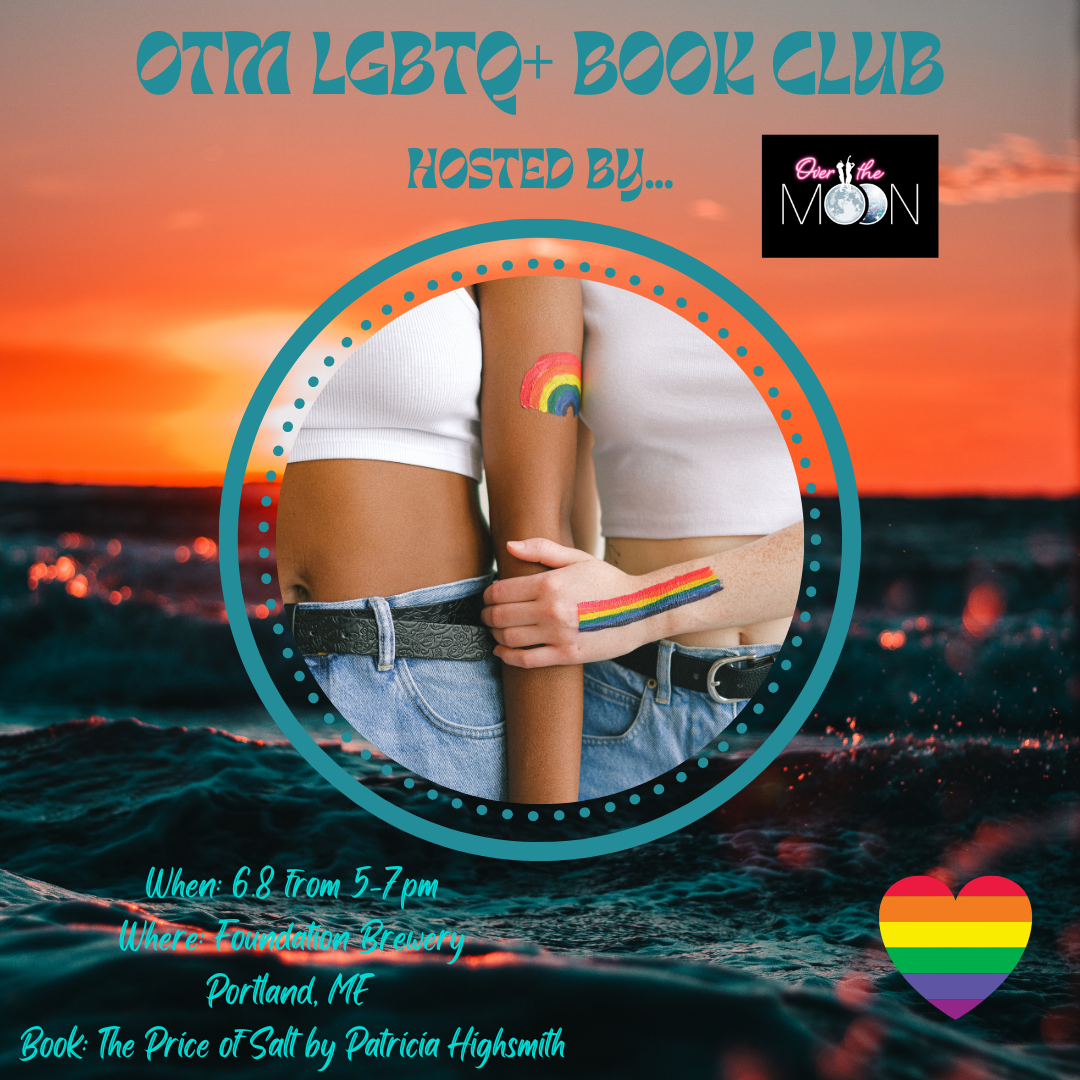 OTM LGBTQ+ BOOK CLUB
HOSTED BY...
Over the
MOON
When: 6.8 From 5-7pm
Where: Foundation Brewery
Portland, ME
Book: The Price of Salt by Patricia Highsmith